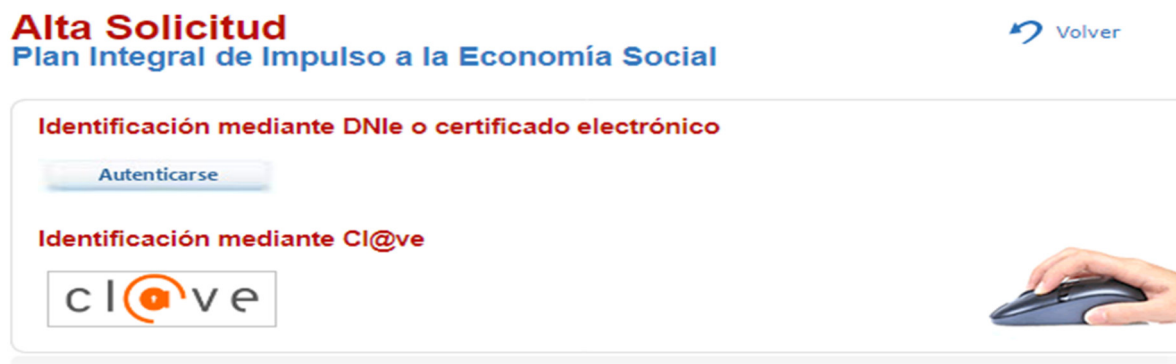 Alta Solicitud
Volver
Plan Integral de Impulso a la Economía Social
Identificación mediante DNIe o certificado electrónico
Autenticarse
Identificación mediante Cl@ve
cl@ve